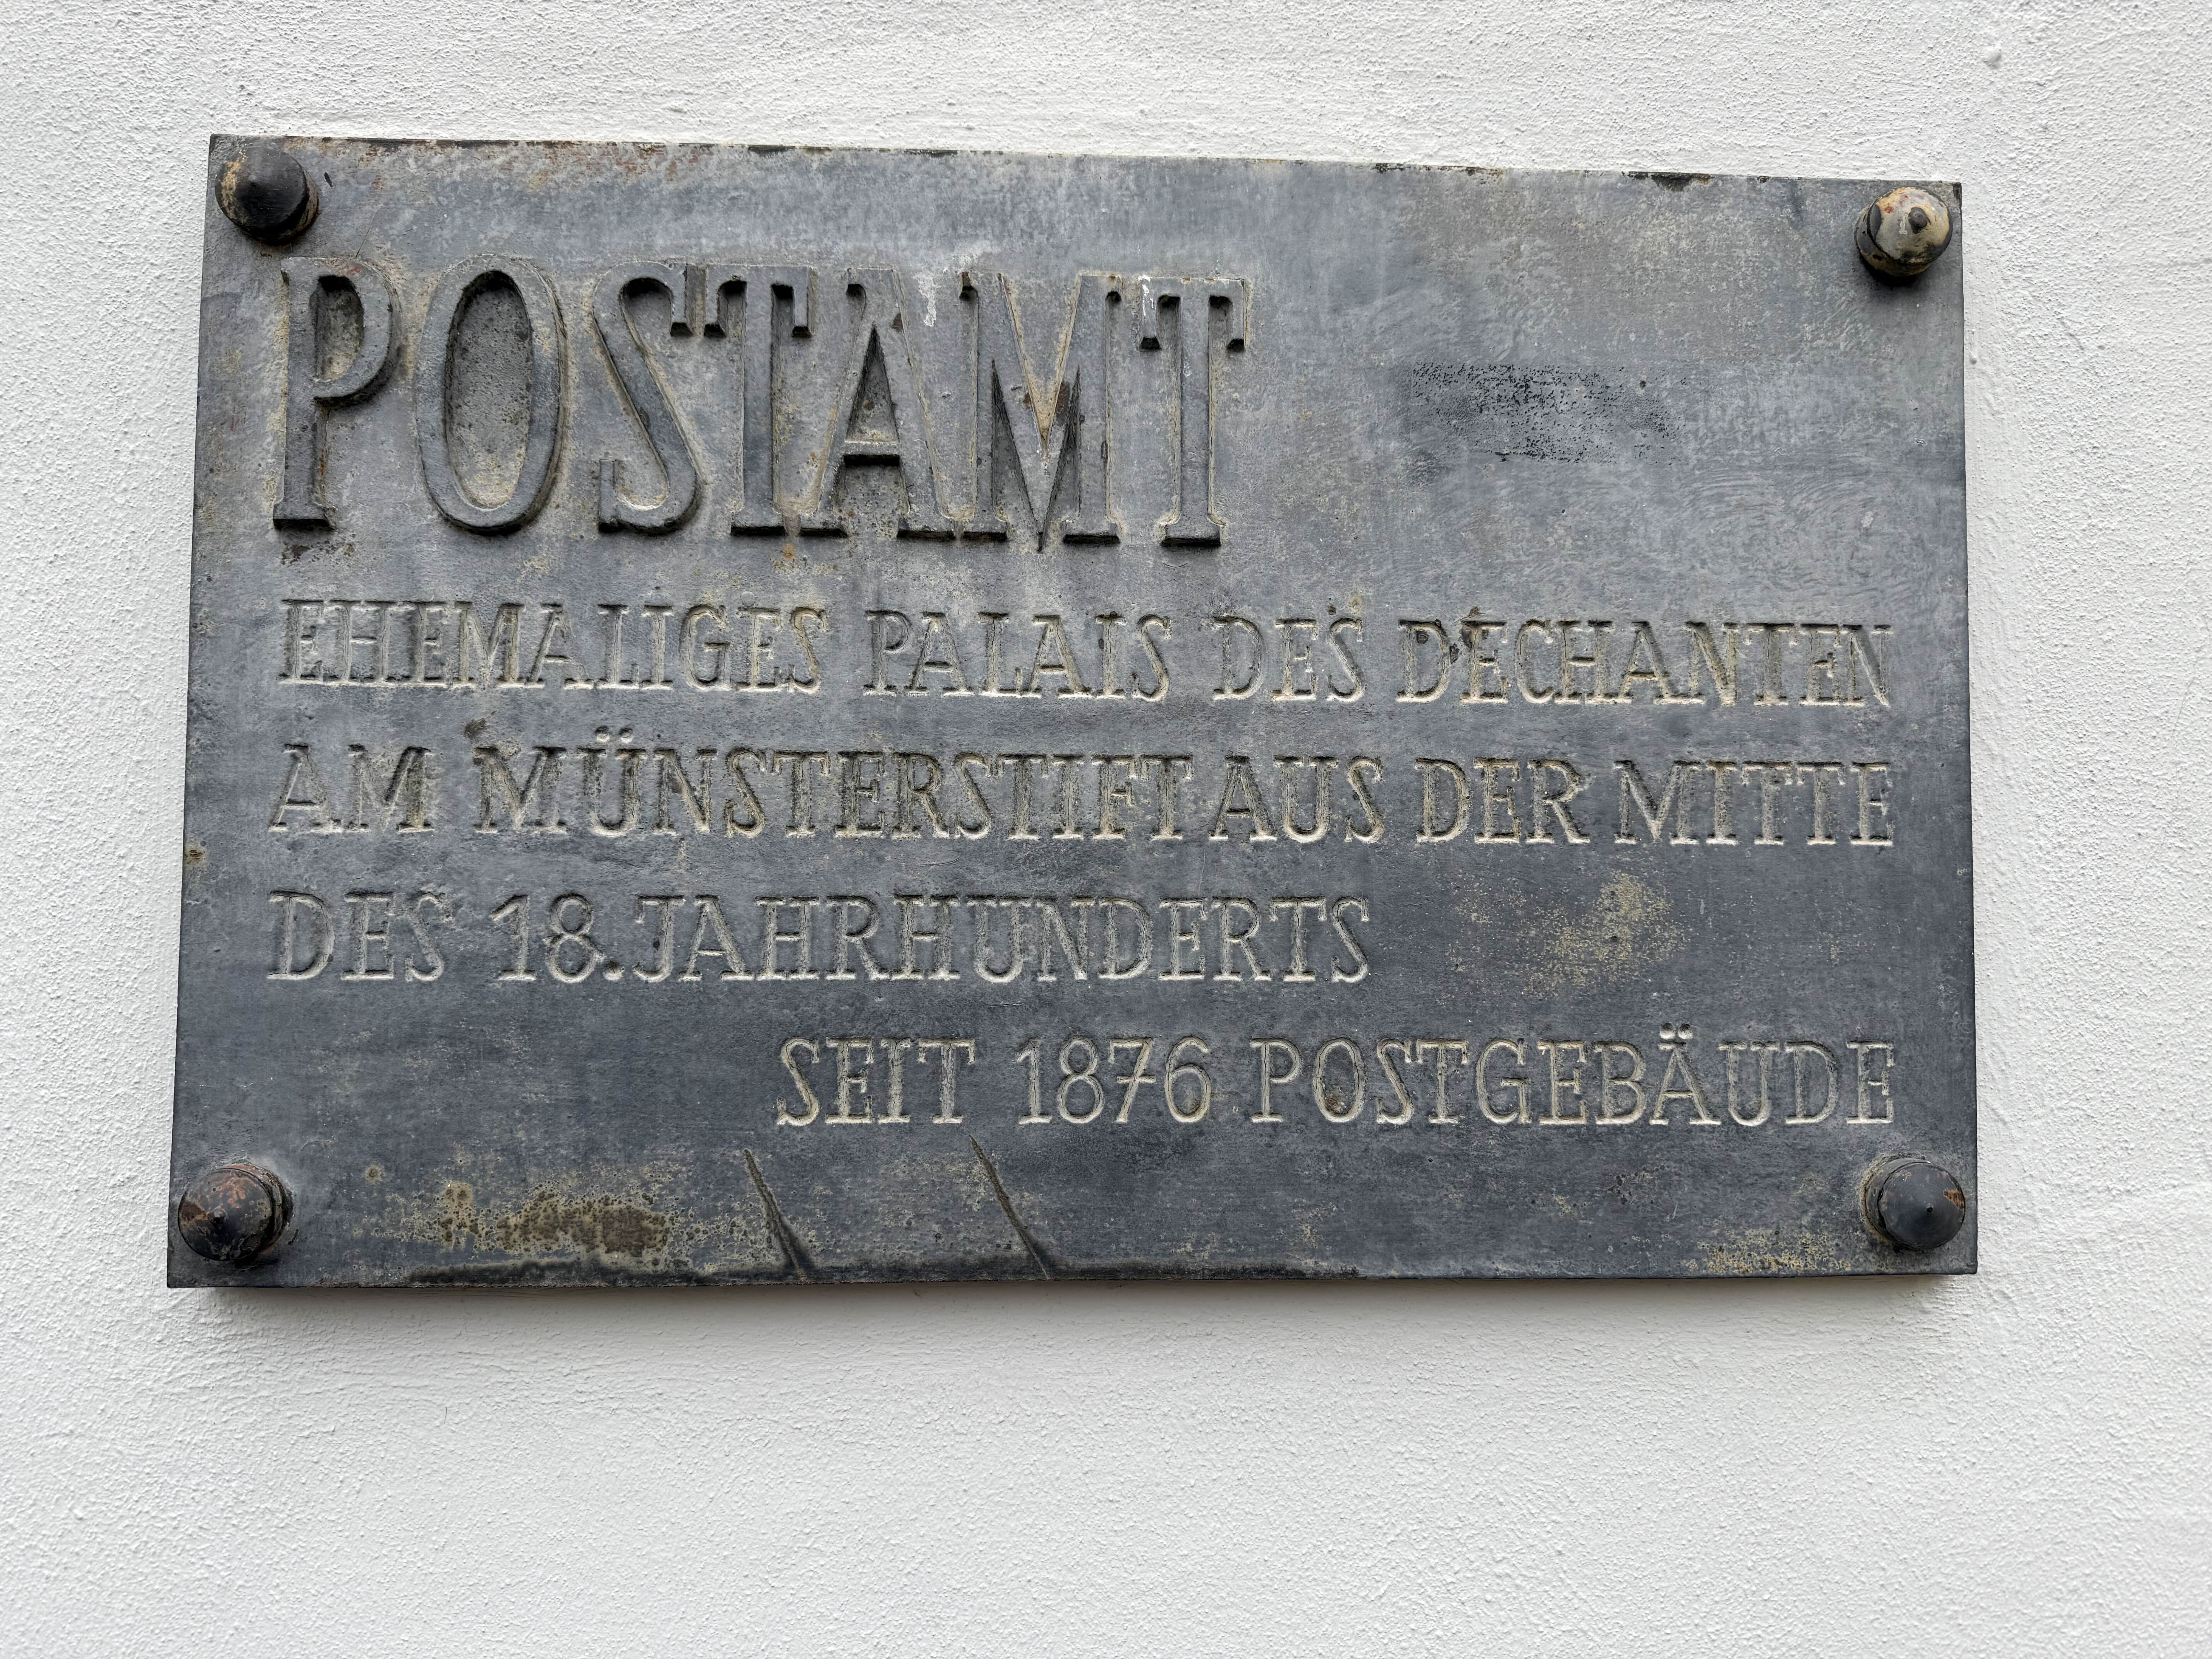 POSTAMT
EHEMALIGES PALAIS DES DECHANTEN
AM MÜNSTERSTIFT AUS DER MITTE
DES 18. JAHRHUNDERTS
SEIT 1876 POSTGEBÄUDE